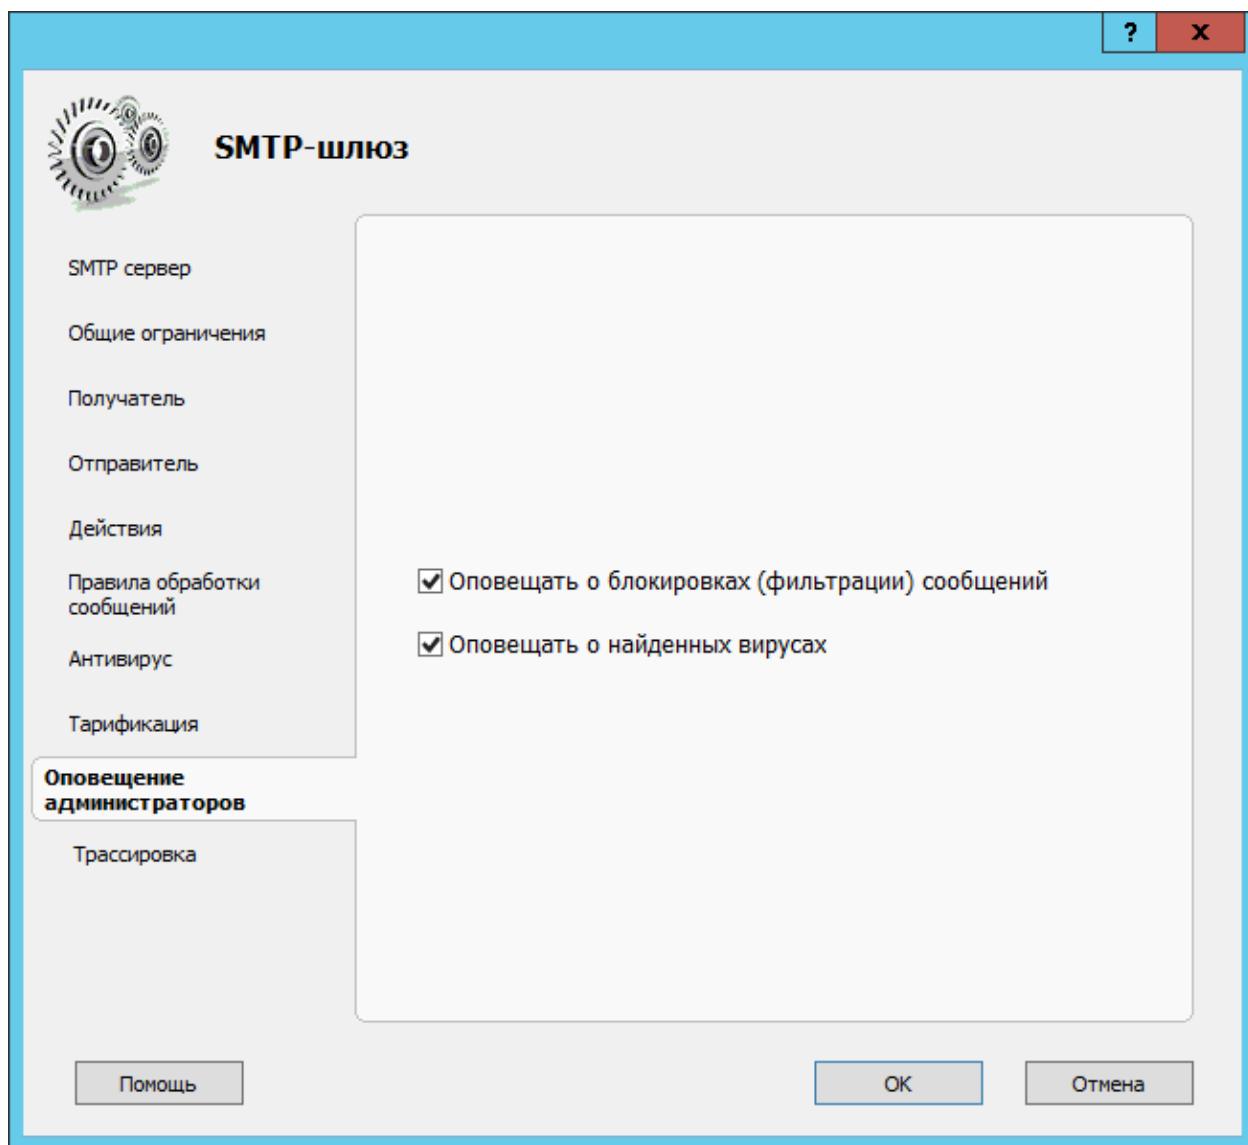 ?
x
SMTP-шлюз
SMTP сервер
Общие ограничения
Получатель
Отправитель
Действия
Правила обработки
сообщений
Антивирус
Тарификация
Оповещение
администраторов
Трассировка
Оповещать о блокировках (фильтрации) сообщений
Оповещать о найденных вирусах
Помощь
OK
Отмена